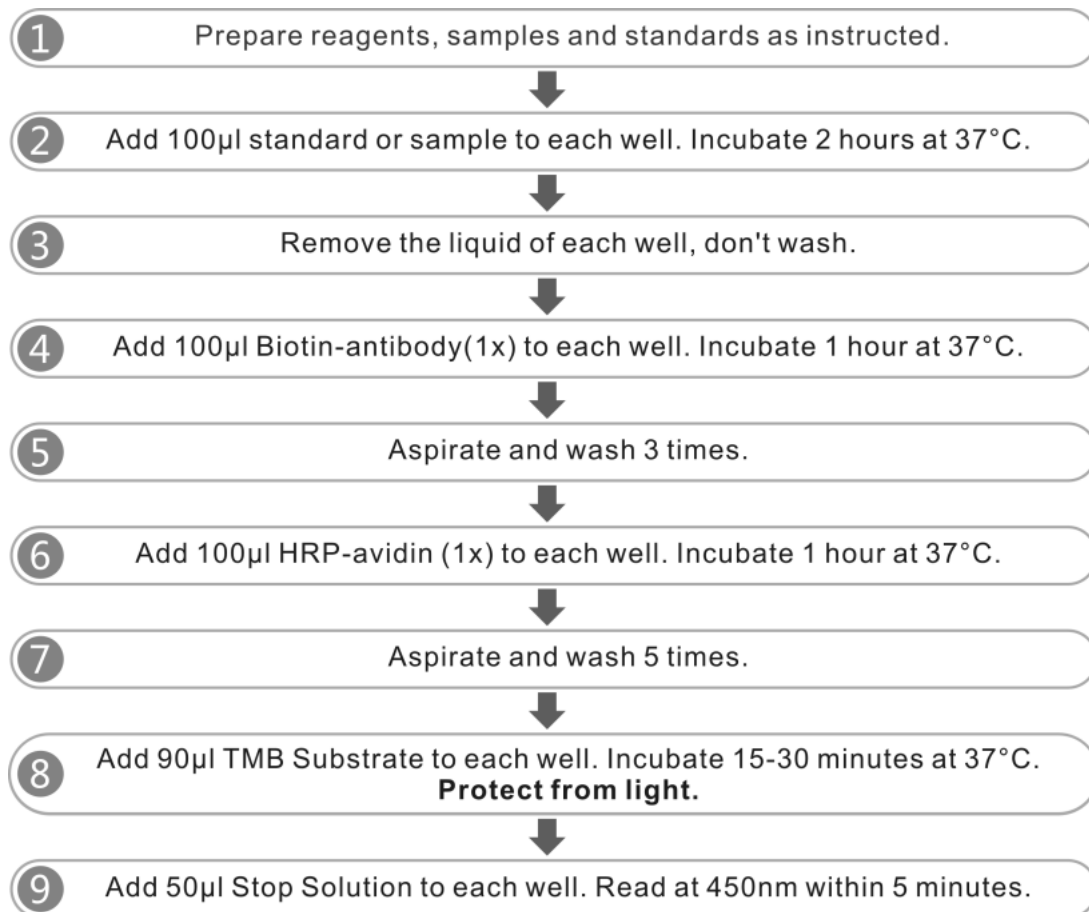 1 Prepare reagents, samples and standards as instructed.
2 Add 100μl standard or sample to each well. Incubate 2 hours at 37°C.
3 Remove the liquid of each well, don't wash.
4 Add 100μl Biotin-antibody(1x) to each well. Incubate 1 hour at 37°C.
5 Aspirate and wash 3 times.
6 Add 100μl HRP-avidin (1x) to each well. Incubate 1 hour at 37°C.
7 Aspirate and wash 5 times.
8 Add 90μl TMB Substrate to each well. Incubate 15-30 minutes at 37°C.
Protect from light.
9 Add 50μl Stop Solution to each well. Read at 450nm within 5 minutes.